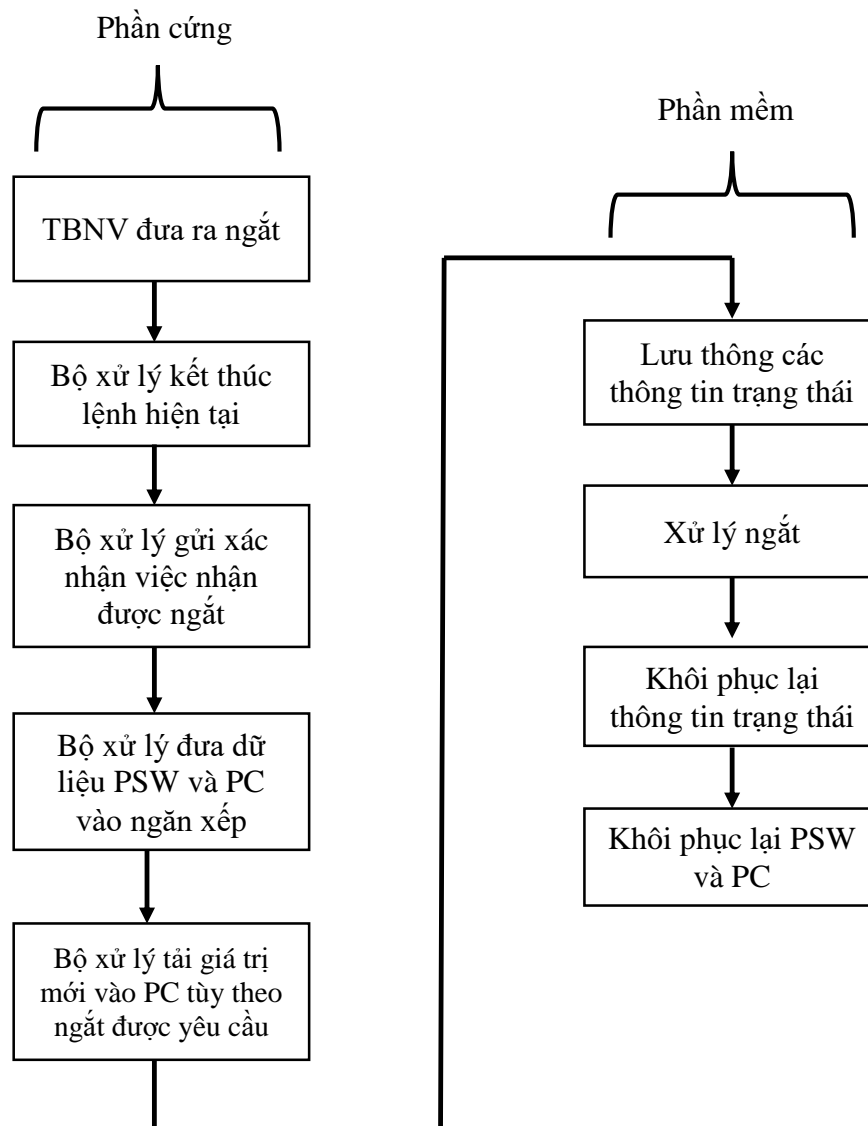 Phần cứng
TBNV đưa ra ngắt
Bộ xử lý kết thúc
lệnh hiện tại
Bộ xử lý gửi xác
nhận việc nhận
được ngắt
Bộ xử lý đưa dữ
liệu PSW và PC
vào ngăn xếp
Bộ xử lý tải giá trị
mới vào PC tùy theo
ngắt được yêu cầu
Phần mềm
Lưu thông các
thông tin trạng thái
Xử lý ngắt
Khôi phục lại
thông tin trạng thái
Khôi phục lại PSW
và PC